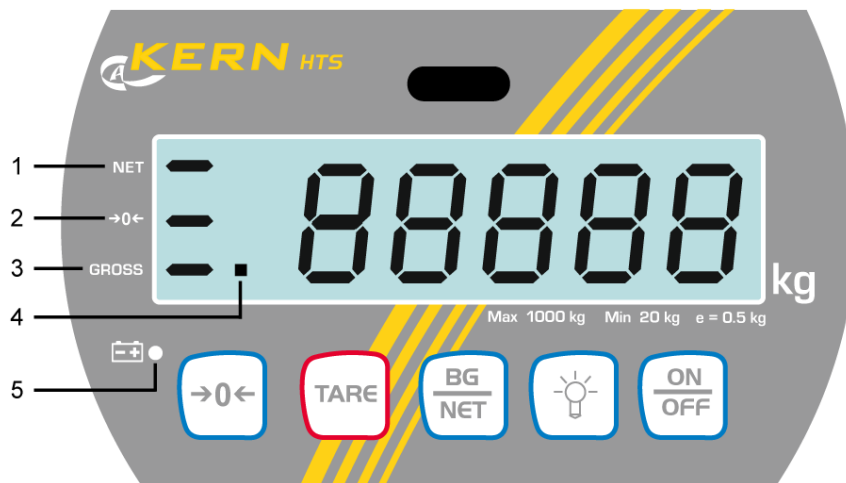 KERN HTS
1 NET
2 →0←
3 GROSS
4
88888 kg
Max 1000 kg Min 20 kg e = 0.5 kg
5
→0← TARE BG NET ON OFF